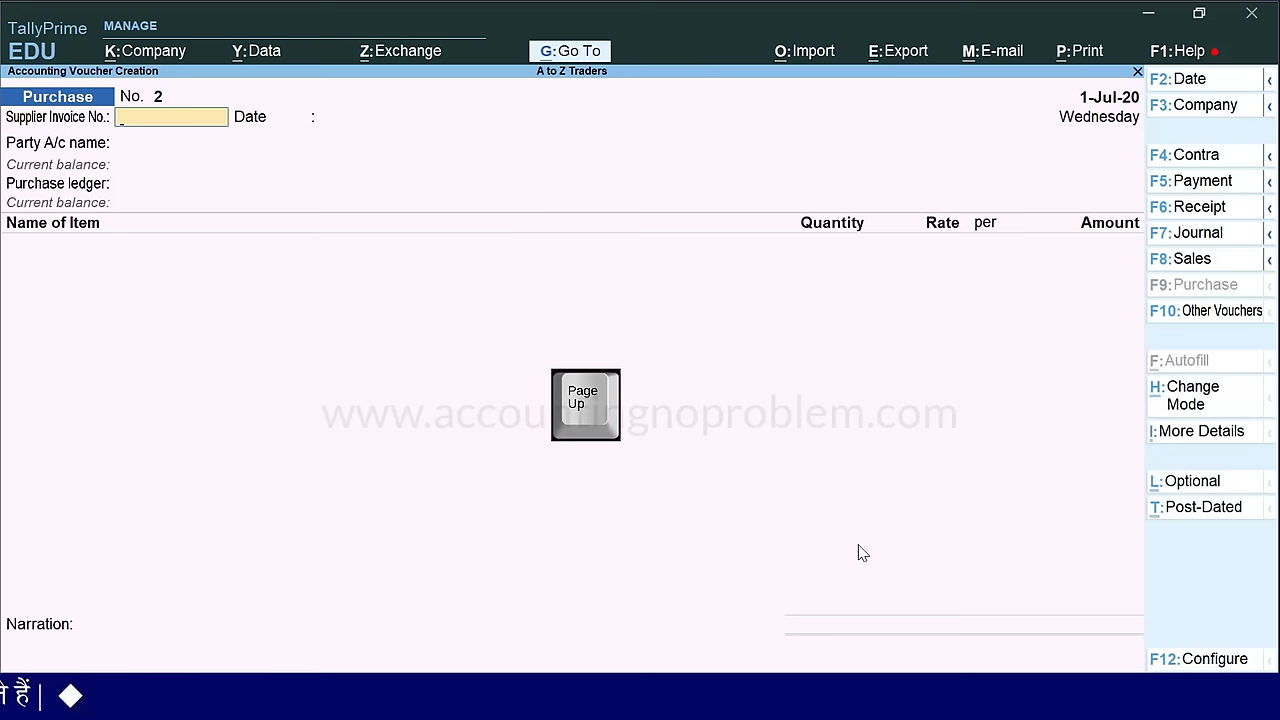 TallyPrime MANAGE
EDU K:Company Y:Data Z:Exchange G:Go To O:Import E:Export M:E-mail P:Print F1:Help
Accounting Voucher Creation A to Z Traders
Purchase No. 2 1-Jul-20
Supplier Invoice No.: Date : Wednesday
Party A/c name:
Current balance:
Purchase ledger:
Current balance:
Name of Item Quantity Rate per Amount
Page
Up
www.accountingnoproblem.com
Narration:
F2:Date
F3:Company
F4:Contra
F5:Payment
F6:Receipt
F7:Journal
F8:Sales
F9:Purchase
F10:Other Vouchers
F:Autofill
H:Change
Mode
I:More Details
L:Optional
T:Post-Dated
F12:Configure
हैं |